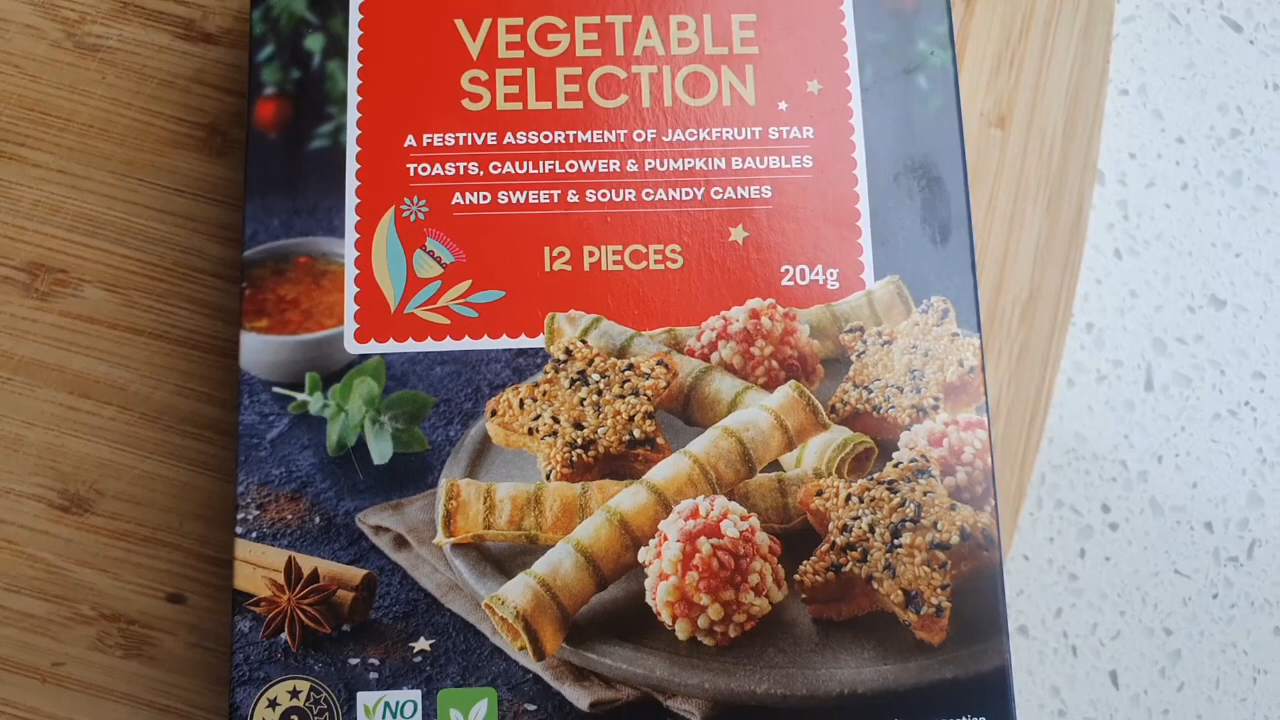 VEGETABLE
SELECTION
A FESTIVE ASSORTMENT OF JACKFRUIT STAR
TOASTS, CAULIFLOWER & PUMPKIN BAUBLES
AND SWEET & SOUR CANDY CANES
12 PIECES
204g
NO